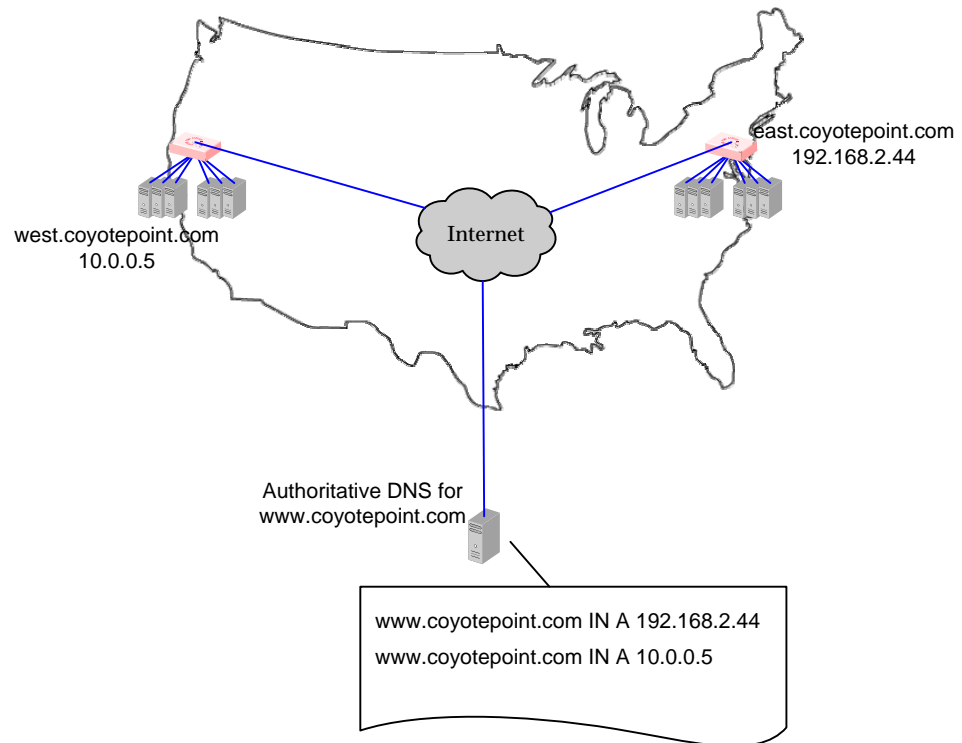 east.coyotepoint.com
192.168.2.44
west.coyotepoint.com
10.0.0.5
Internet
Authoritative DNS for
www.coyotepoint.com
www.coyotepoint.com IN A 192.168.2.44
www.coyotepoint.com IN A 10.0.0.5